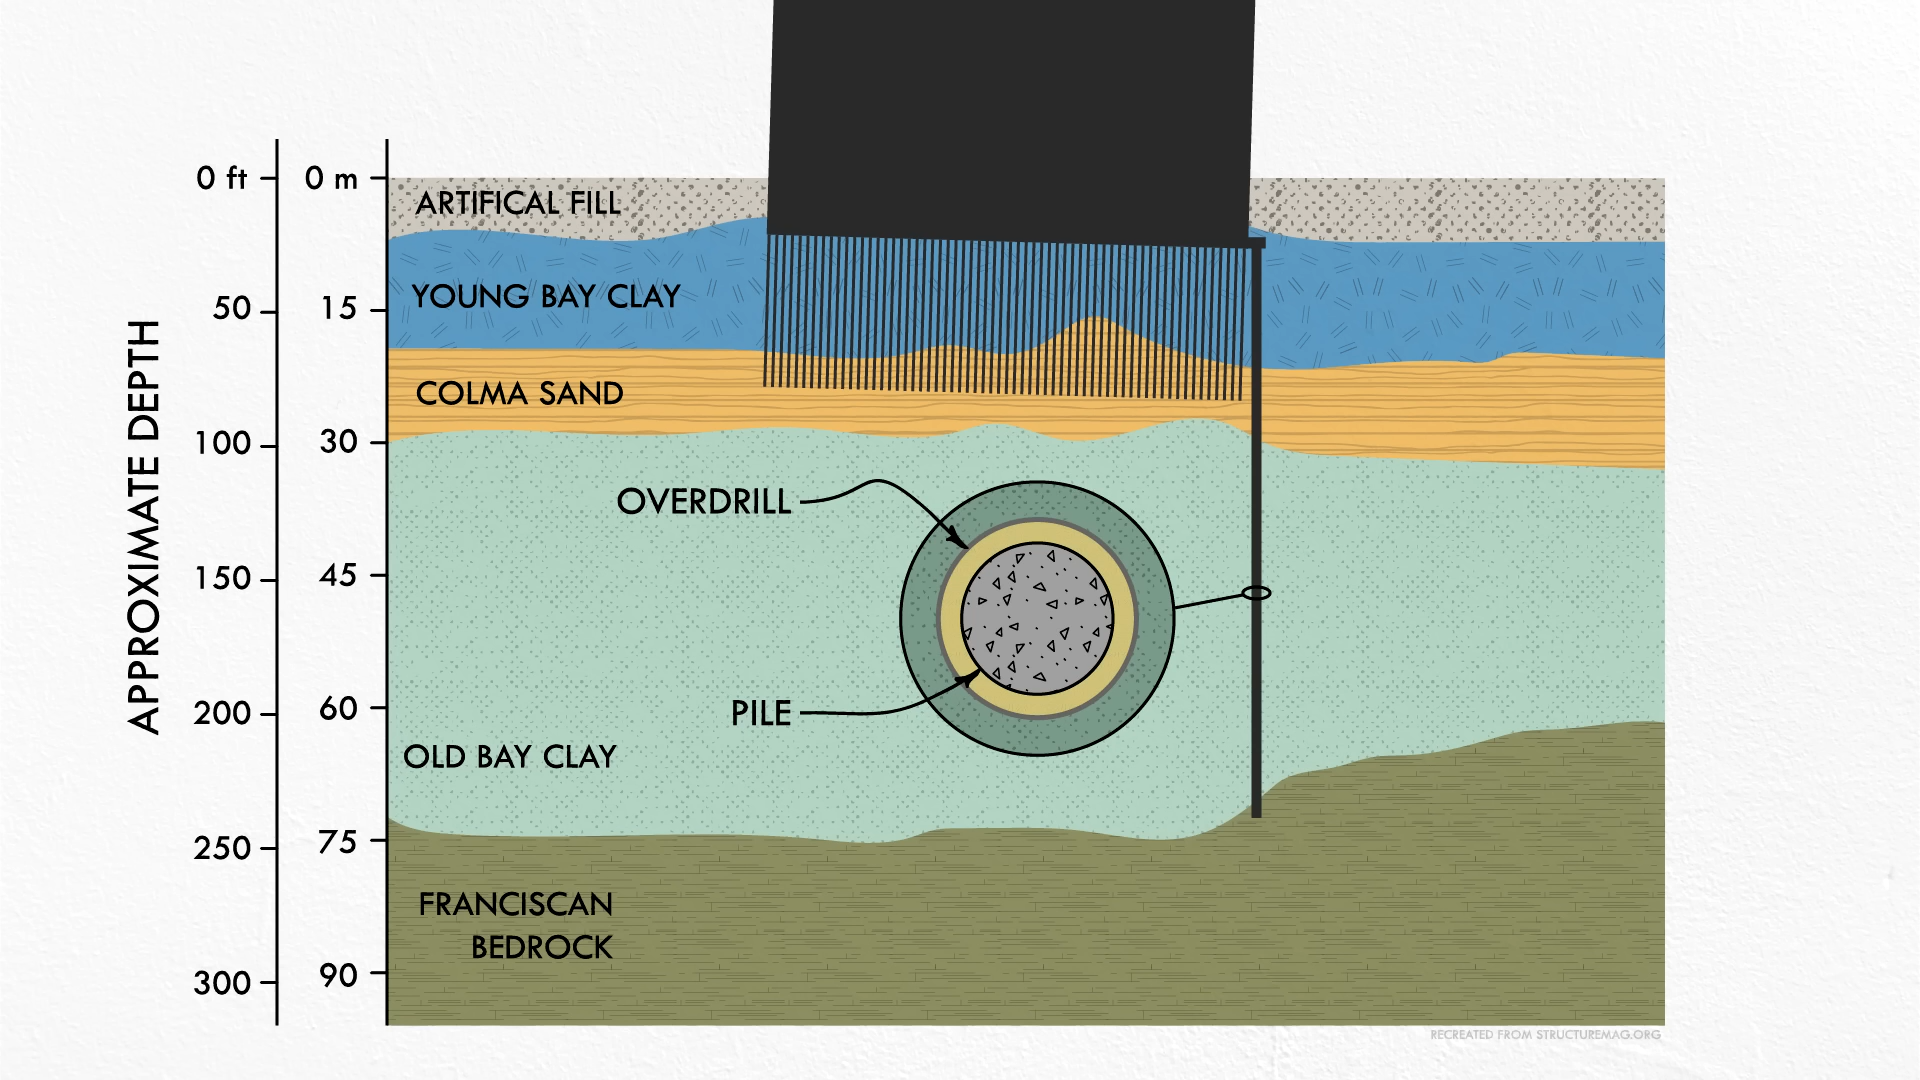 0 ft
0 m
ARTIFICAL FILL
50
15
YOUNG BAY CLAY
COLMA SAND
100
30
OVERDRILL
150
45
APPROXIMATE DEPTH
200
60
PILE
OLD BAY CLAY
250
75
FRANCISCAN
BEDROCK
300
90
RECREATED FROM STRUCTUREMAG.ORG